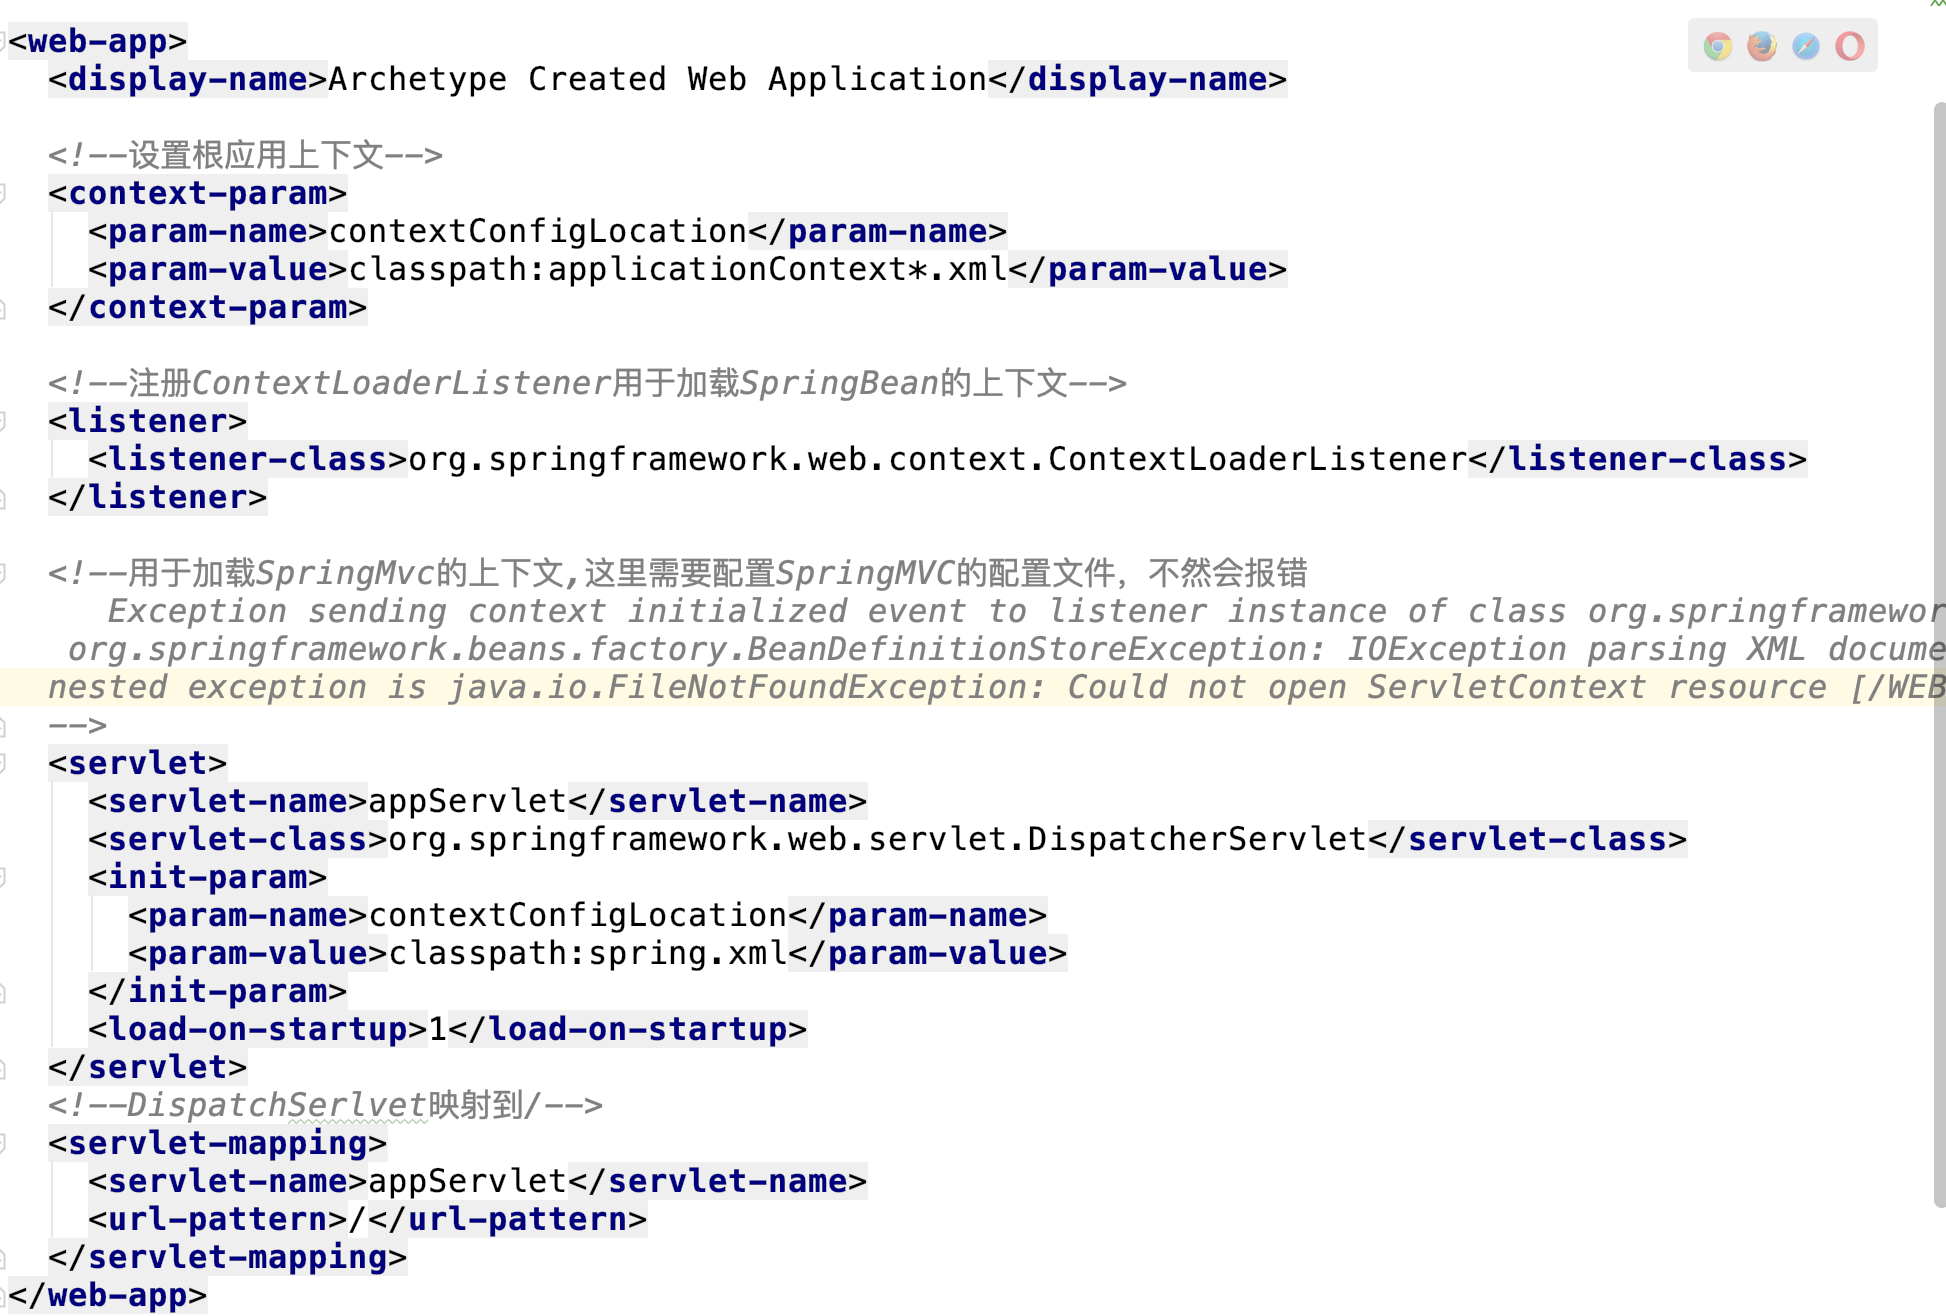 <web-app>
<display-name>Archetype Created Web Application</display-name>
<!--设置根应用上下文-->
<context-param>
<param-name>contextConfigLocation</param-name>
<param-value>classpath:applicationContext*.xml</param-value>
</context-param>
<!--注册ContextLoaderListener用于加载SpringBean的上下文-->
<listener>
<listener-class>org.springframework.web.context.ContextLoaderListener</listener-class>
</listener>
<!--用于加载SpringMvc的上下文,这里需要配置SpringMVC的配置文件，不然会报错
Exception sending context initialized event to listener instance of class org.springframewor
org.springframework.beans.factory.BeanDefinitionStoreException: IOException parsing XML docume
nested exception is java.io.FileNotFoundException: Could not open ServletContext resource [/WEB
-->
<servlet>
<servlet-name>appServlet</servlet-name>
<servlet-class>org.springframework.web.servlet.DispatcherServlet</servlet-class>
<init-param>
<param-name>contextConfigLocation</param-name>
<param-value>classpath:spring.xml</param-value>
</init-param>
<load-on-startup>1</load-on-startup>
</servlet>
<!--DispatchSerlvet映射到/-->
<servlet-mapping>
<servlet-name>appServlet</servlet-name>
<url-pattern>/</url-pattern>
</servlet-mapping>
</web-app>